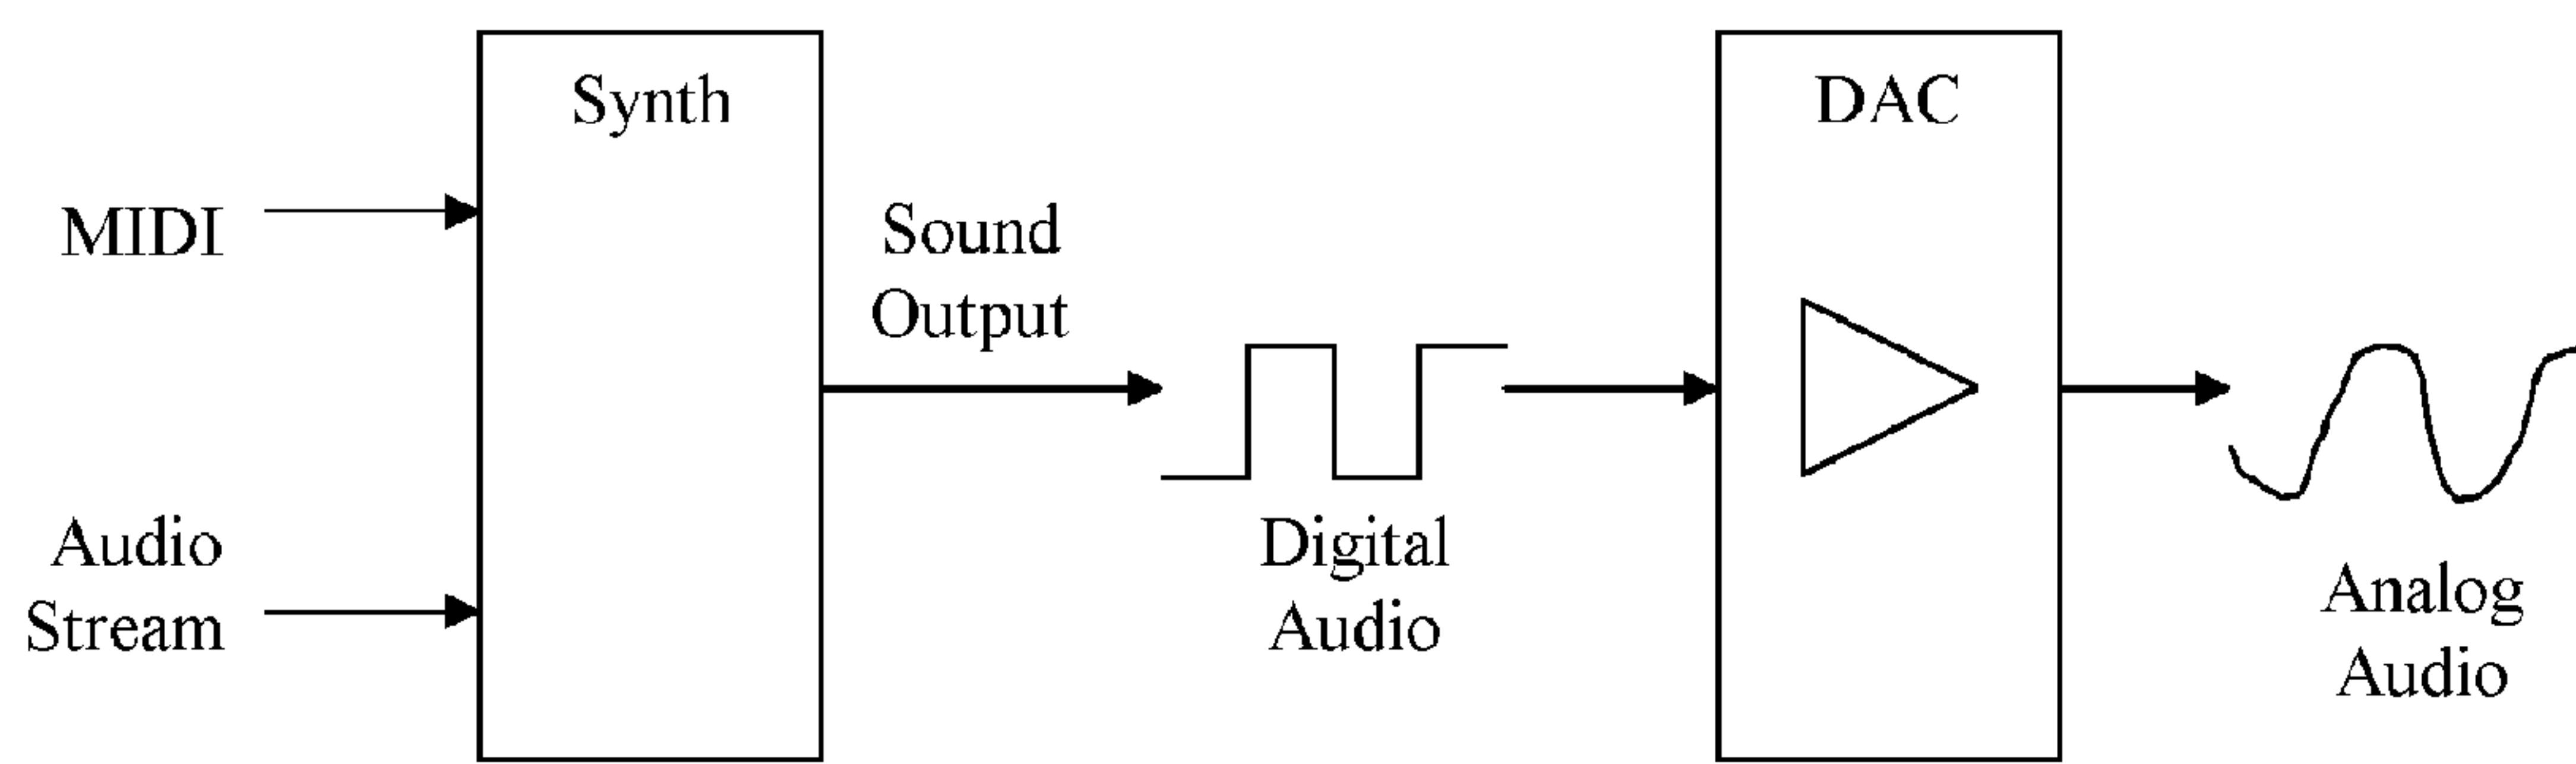 Synth
DAC
MIDI
Sound
Output
Audio
Stream
Digital
Audio
Analog
Audio